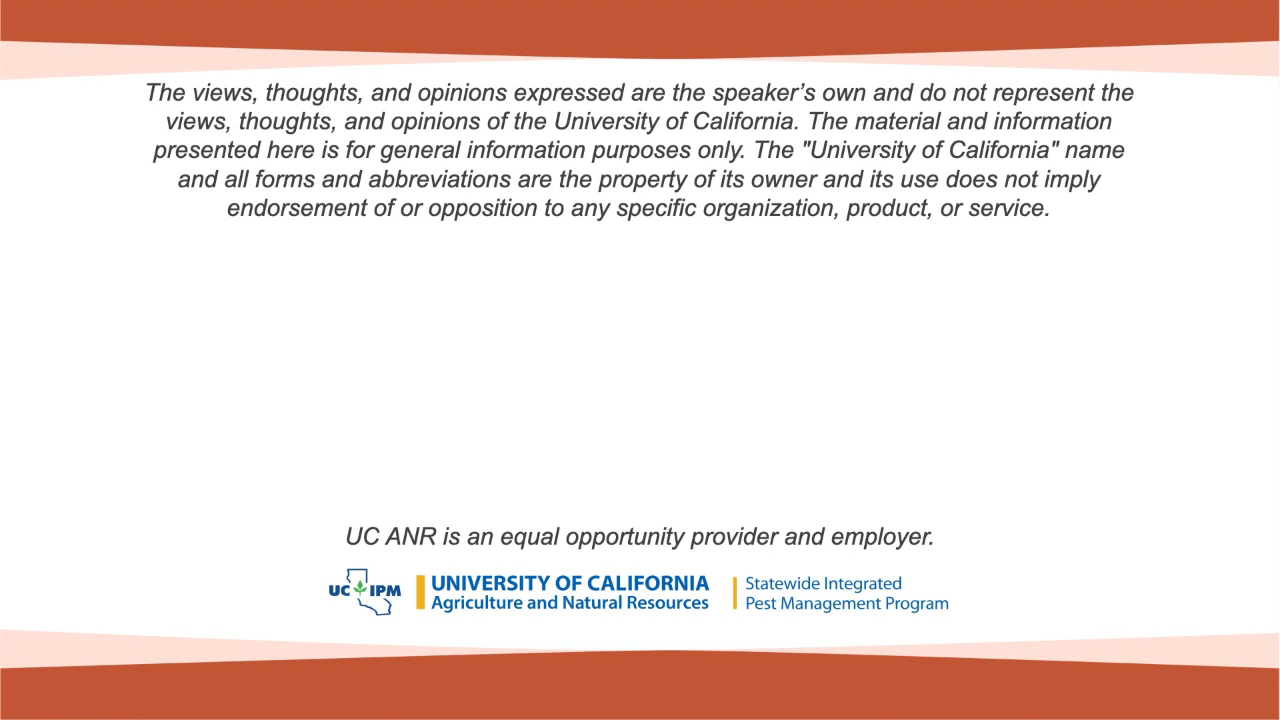 The views, thoughts, and opinions expressed are the speaker’s own and do not represent the
views, thoughts, and opinions of the University of California. The material and information
presented here is for general information purposes only. The "University of California" name
and all forms and abbreviations are the property of its owner and its use does not imply
endorsement of or opposition to any specific organization, product, or service.
UC ANR is an equal opportunity provider and employer.
UC IPM
UNIVERSITY OF CALIFORNIA
Agriculture and Natural Resources
Statewide Integrated
Pest Management Program